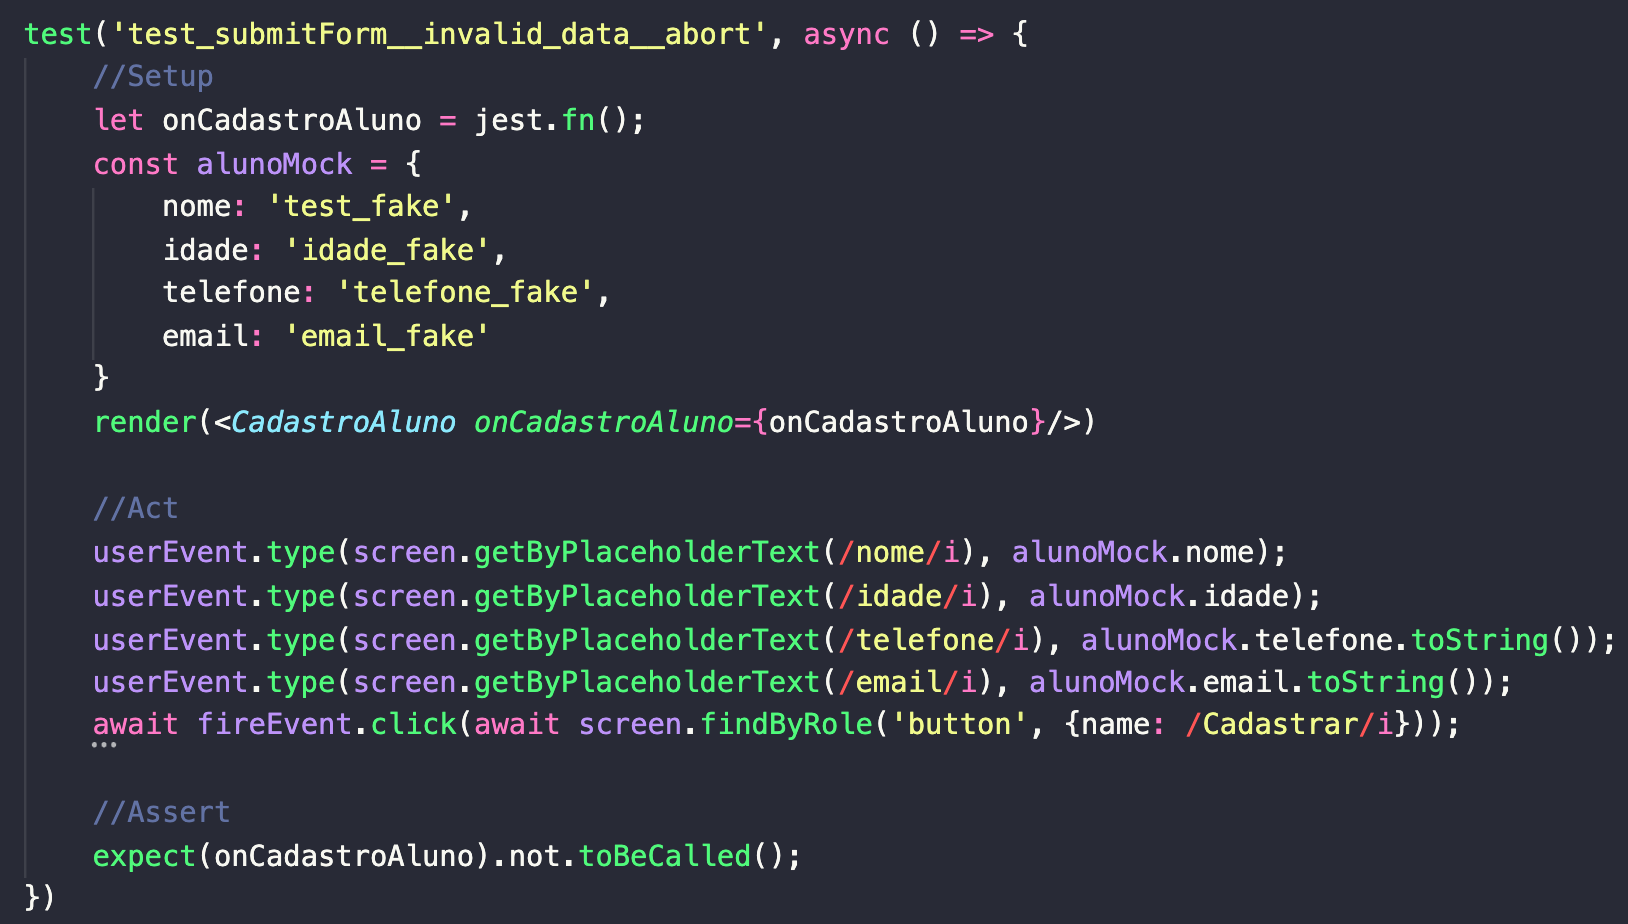 test('test_submitForm__invalid_data__abort', async () => {
    //Setup
    let onCadastroAluno = jest.fn();
    const alunoMock = {
        nome: 'test_fake',
        idade: 'idade_fake',
        telefone: 'telefone_fake',
        email: 'email_fake'
    }
    render(<CadastroAluno onCadastroAluno={onCadastroAluno}/>)

    //Act
    userEvent.type(screen.getByPlaceholderText(/nome/i), alunoMock.nome);
    userEvent.type(screen.getByPlaceholderText(/idade/i), alunoMock.idade);
    userEvent.type(screen.getByPlaceholderText(/telefone/i), alunoMock.telefone.toString());
    userEvent.type(screen.getByPlaceholderText(/email/i), alunoMock.email.toString());
    await fireEvent.click(await screen.findByRole('button', {name: /Cadastrar/i}));

    //Assert
    expect(onCadastroAluno).not.toBeCalled();
})